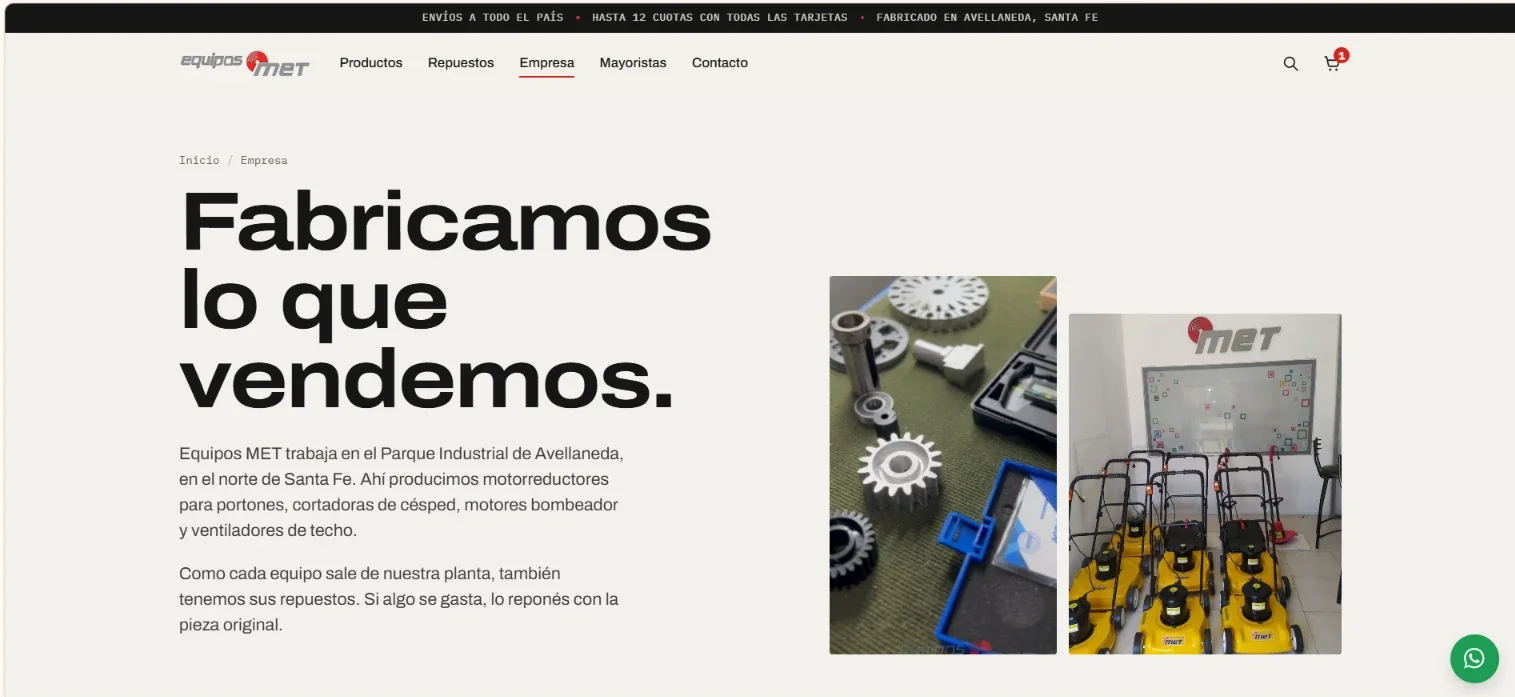 ENVÍOS A TODO EL PAÍS • HASTA 12 CUOTAS CON TODAS LAS TARJETAS • FABRICADO EN AVELLANEDA, SANTA FE
equipos MET
Productos Repuestos Empresa Mayoristas Contacto
1
Inicio / Empresa
Fabricamos
lo que
vendemos.
Equipos MET trabaja en el Parque Industrial de Avellaneda,
en el norte de Santa Fe. Ahí producimos motorreductores
para portones, cortadoras de césped, motores bombeador
y ventiladores de techo.
Como cada equipo sale de nuestra planta, también
tenemos sus repuestos. Si algo se gasta, lo reponés con la
pieza original.
MET
MET
MET
equipos